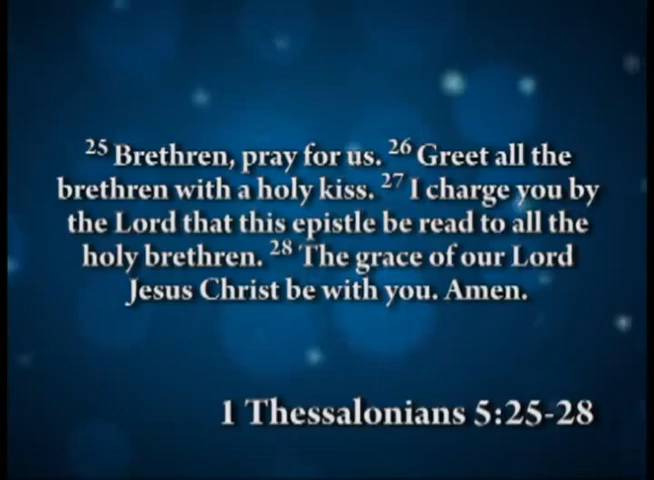 25 Brethren, pray for us. 26 Greet all the
brethren with a holy kiss. 27 I charge you by
the Lord that this epistle be read to all the
holy brethren. 28 The grace of our Lord
Jesus Christ be with you. Amen.
1 Thessalonians 5:25-28